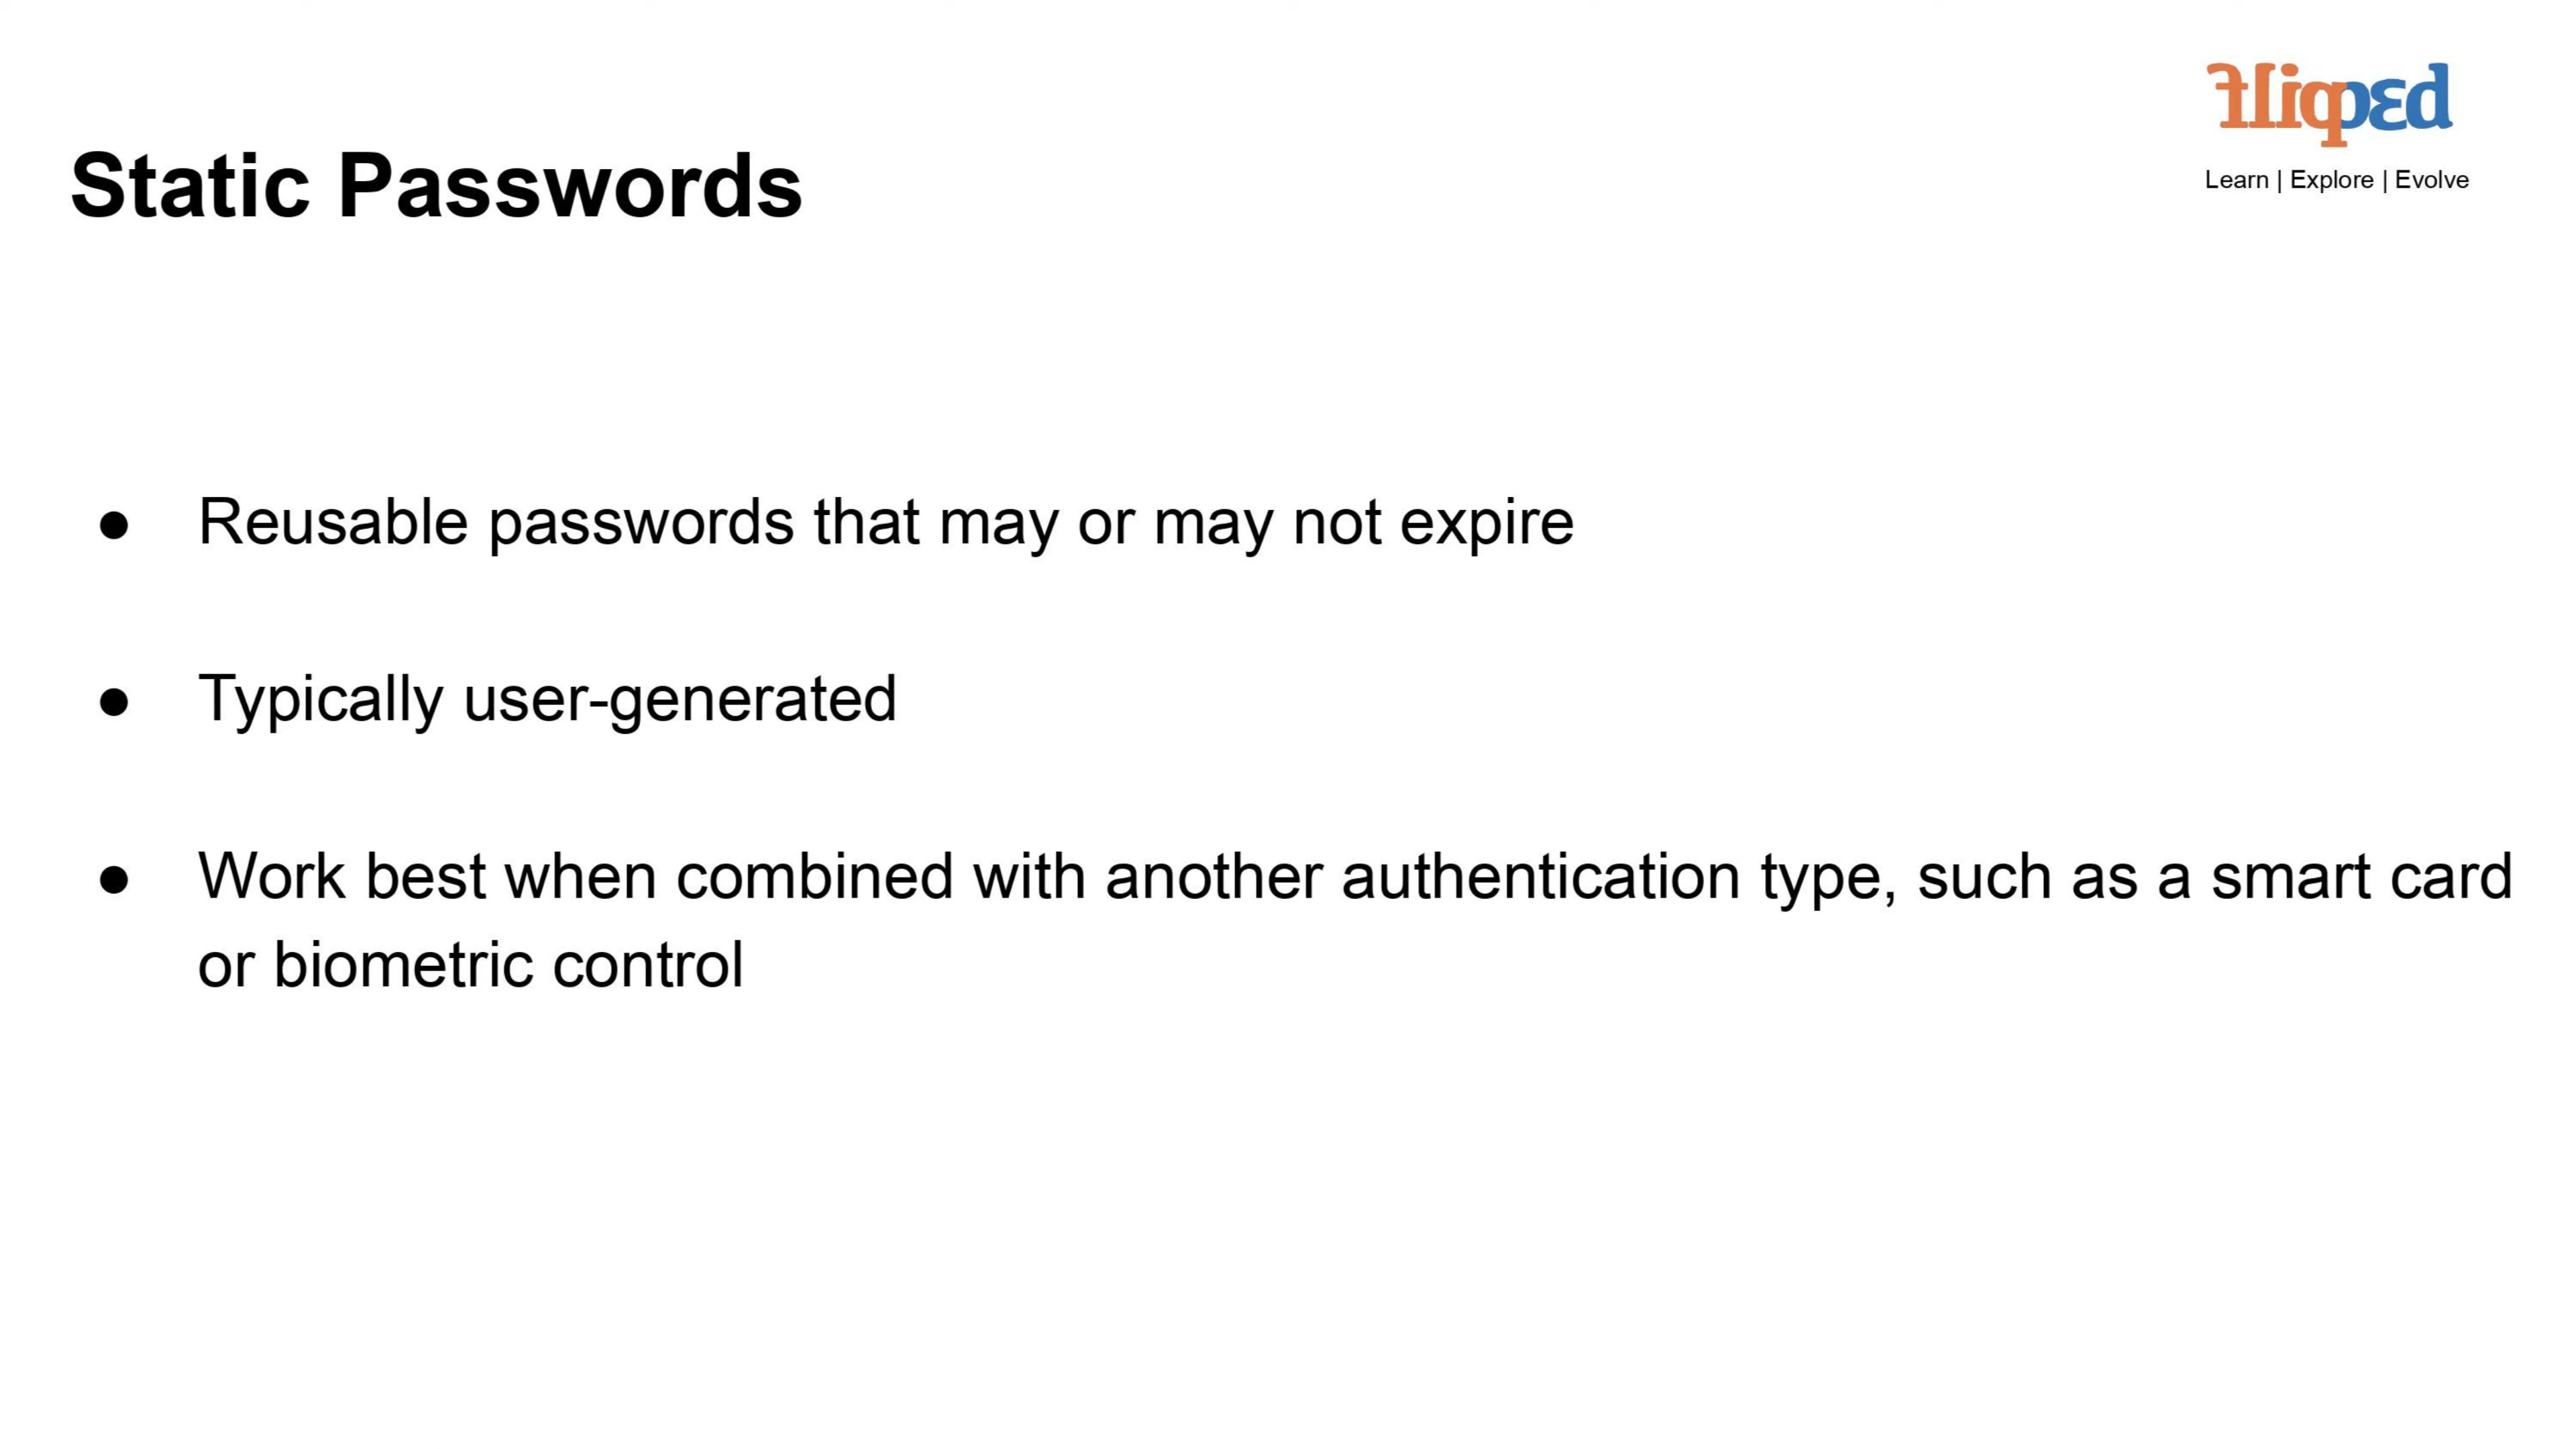 flipped
Learn | Explore | Evolve
Static Passwords
● Reusable passwords that may or may not expire
● Typically user-generated
● Work best when combined with another authentication type, such as a smart card
or biometric control